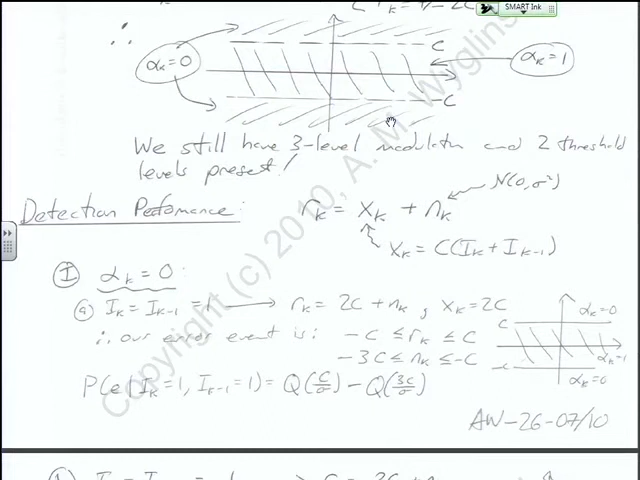 SMART Ink
∴
αk=0
C
αk=1
-C
We still have 3-level modulation and 2 threshold
levels present!
Detection Performance:
rk = xk + nk
N(0,σ²)
xk = C(Ik + Ik-1)
I αk = 0:
a Ik = Ik-1 = 1 → rk = 2C + nk, xk = 2C
∴ our error event is: -C ≤ rk ≤ C
-3C ≤ nk ≤ -C
C
αk=0
αk=1
-C
αk=0
P(e|Ik=1, Ik-1=1) = Q(C/σ) - Q(3C/σ)
AW-26-07/10
Copyright (c) 2010, A. M. Wyglinski